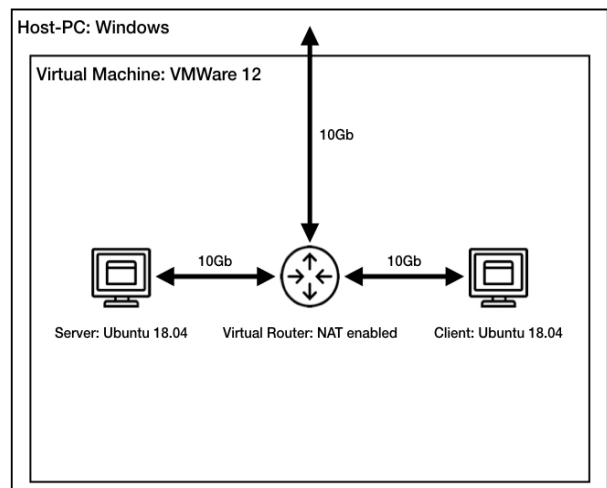 Host-PC: Windows
Virtual Machine: VMWare 12
10Gb
10Gb
10Gb
Server: Ubuntu 18.04
Virtual Router: NAT enabled
Client: Ubuntu 18.04